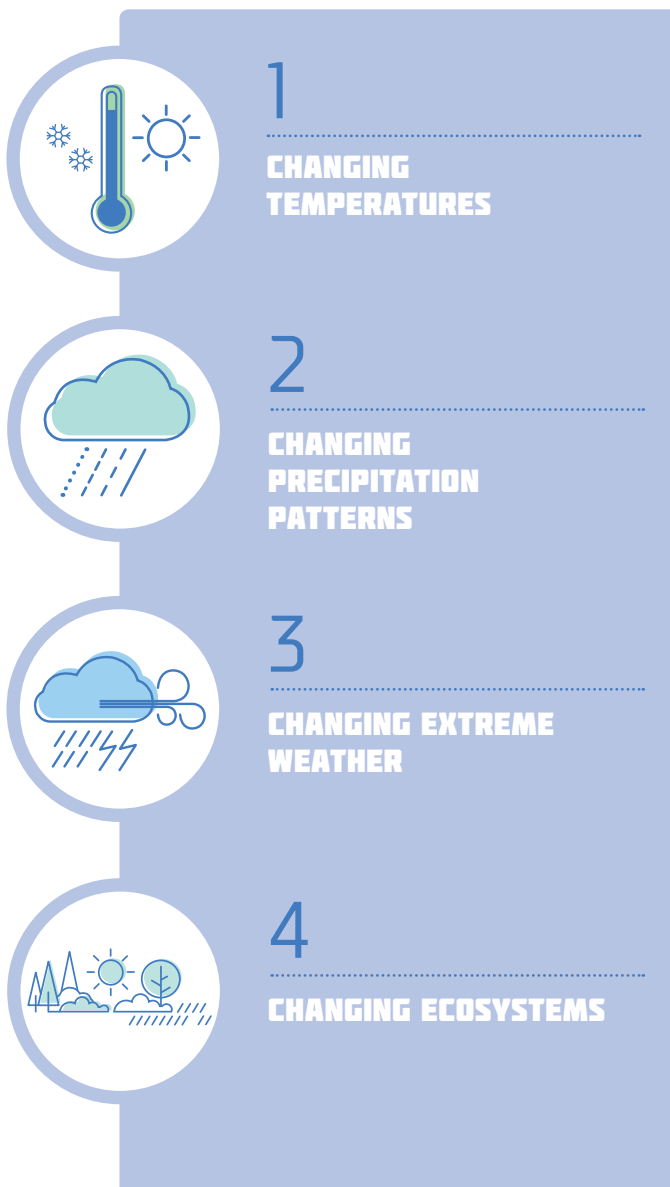 1
CHANGING
TEMPERATURES
2
CHANGING
PRECIPITATION
PATTERNS
3
CHANGING EXTREME
WEATHER
4
CHANGING ECOSYSTEMS